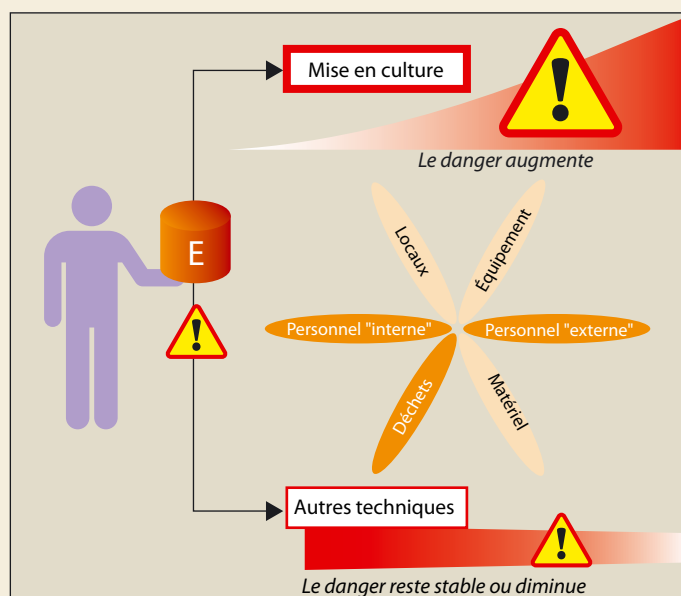 Mise en culture
Le danger augmente
E
Locaux
Équipement
Personnel "interne"
Personnel "externe"
Déchets
Matériel
Autres techniques
Le danger reste stable ou diminue